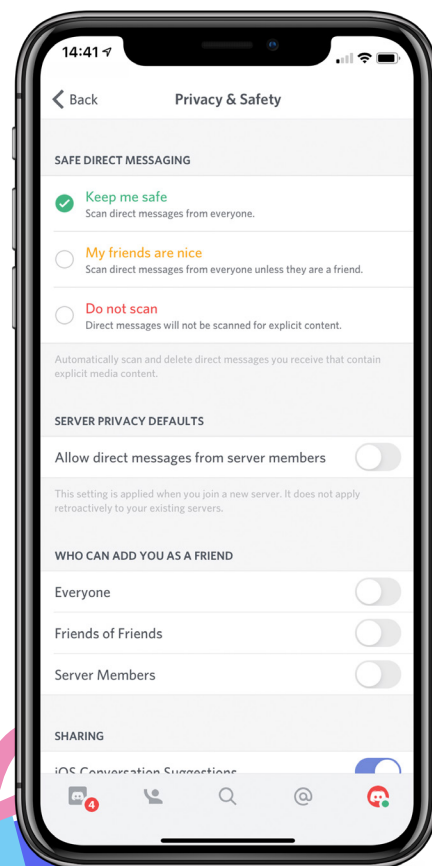 14:41
Back
Privacy & Safety
SAFE DIRECT MESSAGING
Keep me safe
Scan direct messages from everyone.
My friends are nice
Scan direct messages from everyone unless they are a friend.
Do not scan
Direct messages will not be scanned for explicit content.
Automatically scan and delete direct messages you receive that contain
explicit media content.
SERVER PRIVACY DEFAULTS
Allow direct messages from server members
This setting is applied when you join a new server. It does not apply
retroactively to your existing servers.
WHO CAN ADD YOU AS A FRIEND
Everyone
Friends of Friends
Server Members
SHARING
iOS Conversation Suggestions
4
@